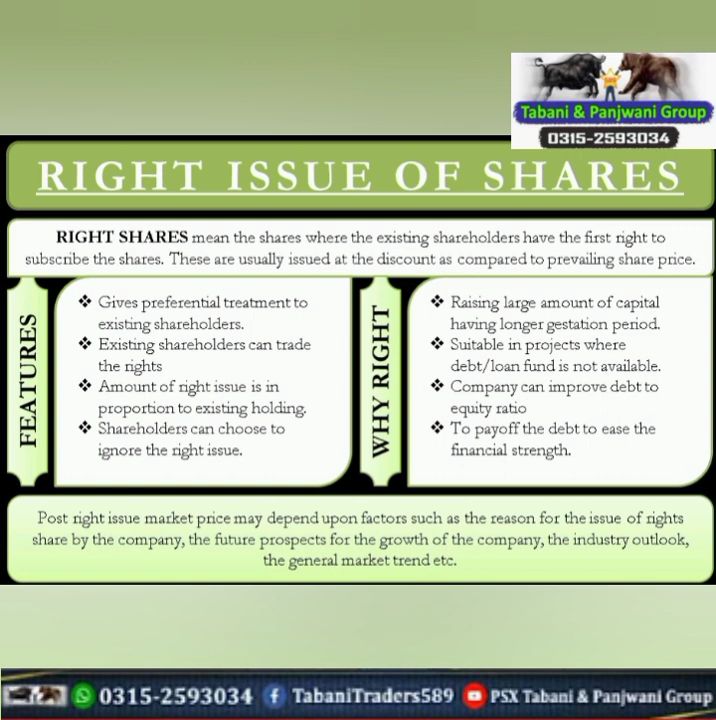 Tabani & Panjwani Group
0315-2593034
RIGHT ISSUE OF SHARES
RIGHT SHARES mean the shares where the existing shareholders have the first right to
subscribe the shares. These are usually issued at the discount as compared to prevailing share price.
FEATURES
❖ Gives preferential treatment to
existing shareholders.
❖ Existing shareholders can trade
the rights
❖ Amount of right issue is in
proportion to existing holding.
❖ Shareholders can choose to
ignore the right issue.
WHY RIGHT
❖ Raising large amount of capital
having longer gestation period.
❖ Suitable in projects where
debt/loan fund is not available.
❖ Company can improve debt to
equity ratio
❖ To payoff the debt to ease the
financial strength.
Post right issue market price may depend upon factors such as the reason for the issue of rights
share by the company, the future prospects for the growth of the company, the industry outlook,
the general market trend etc.
0315-2593034 TabaniTraders589 PSX Tabani & Panjwani Group